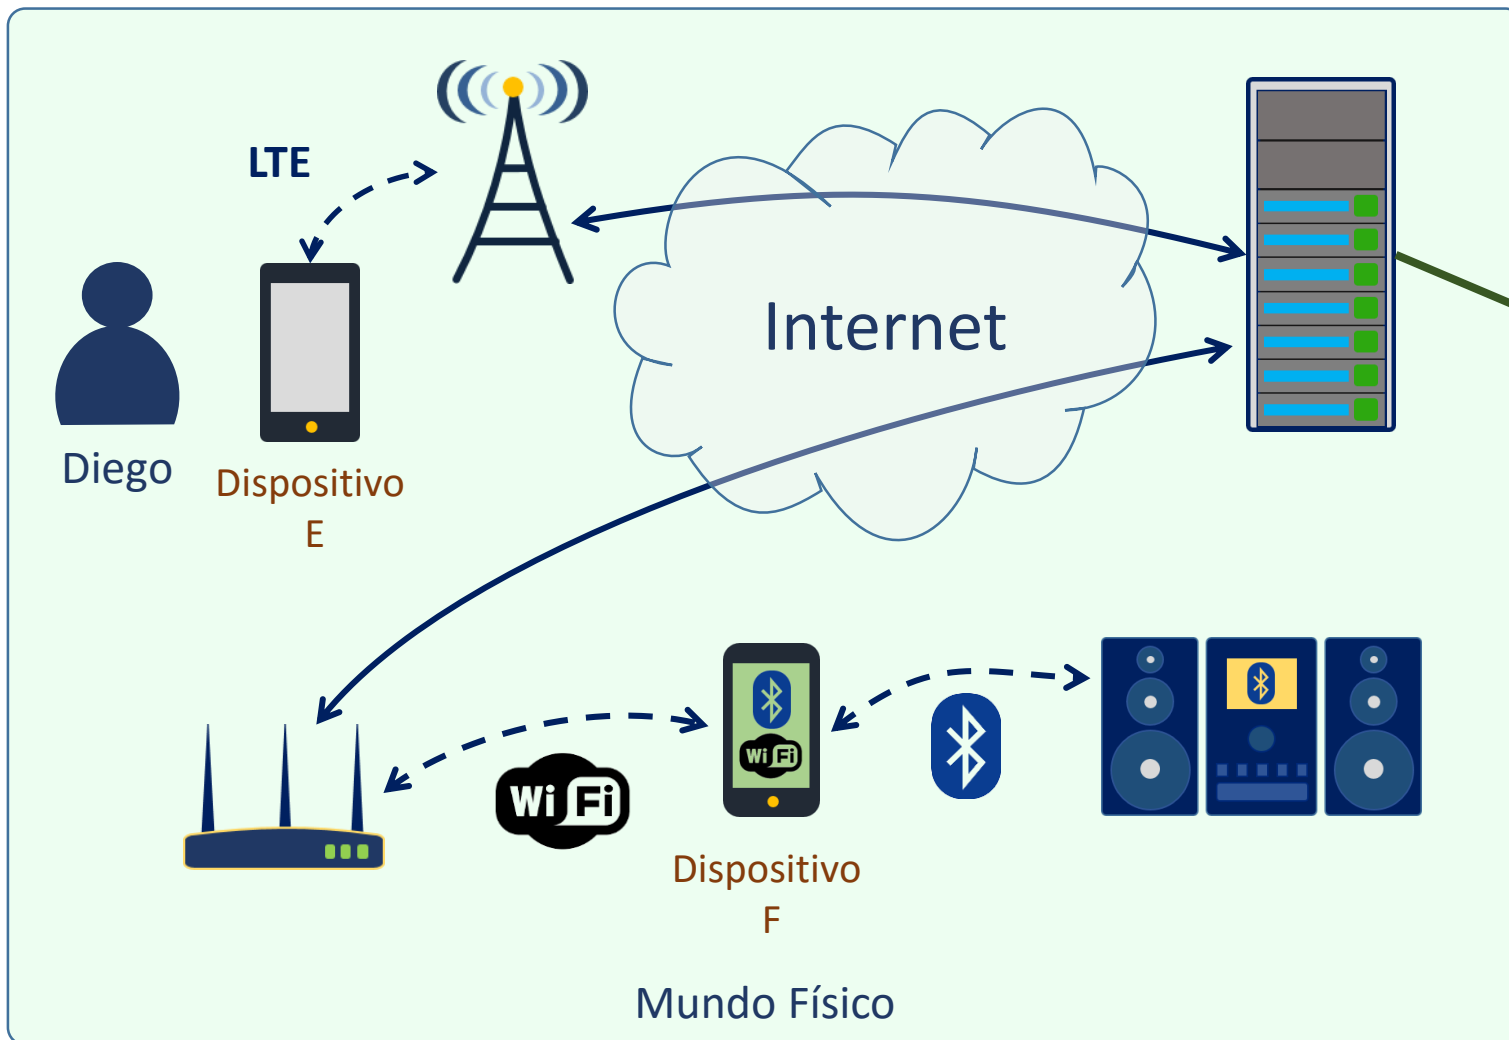 LTE
Internet
Diego
Dispositivo
E
Wi Fi
Wi Fi
Dispositivo
F
Mundo Físico